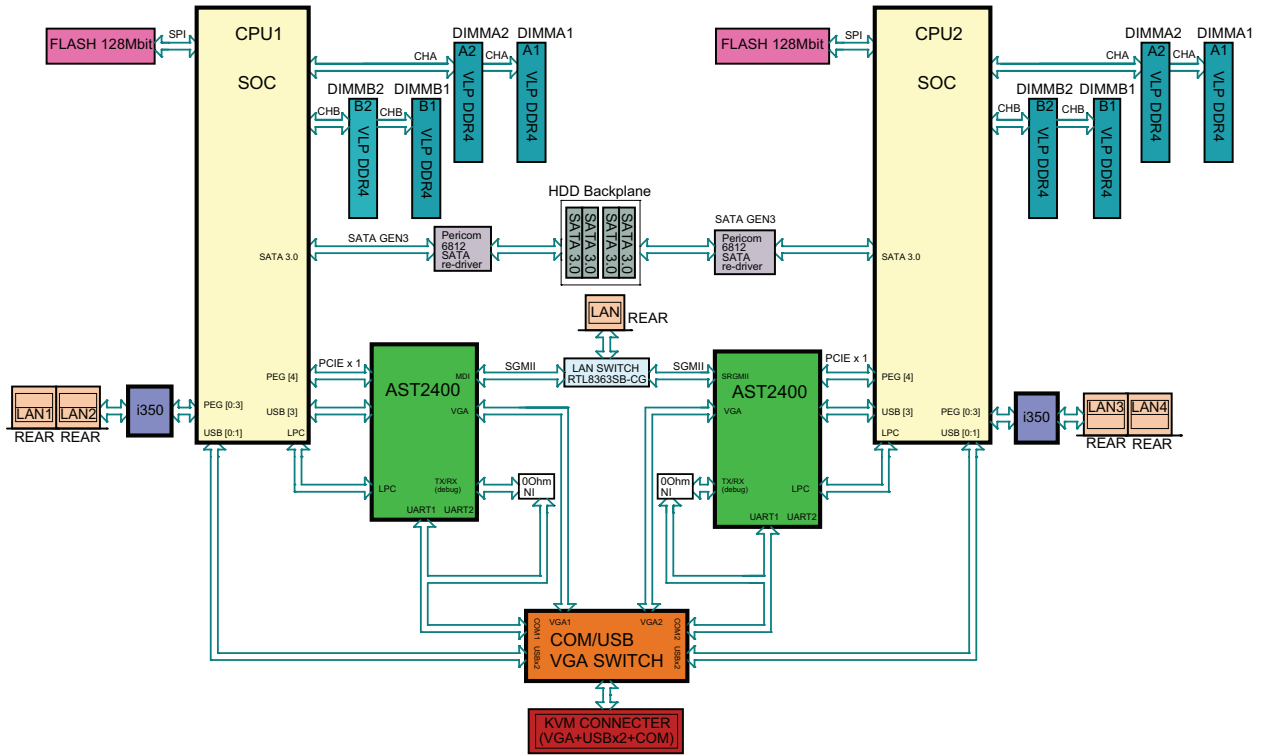 FLASH 128Mbit
SPI
CPU1
SOC
DIMMA2
DIMMA1
CHA
A2
VLP DDR4
CHA
A1
VLP DDR4
DIMMB2
DIMMB1
CHB
B2
VLP DDR4
CHB
B1
VLP DDR4
FLASH 128Mbit
SPI
CPU2
SOC
DIMMA2
DIMMA1
CHA
A2
VLP DDR4
CHA
A1
VLP DDR4
DIMMB2
DIMMB1
CHB
B2
VLP DDR4
CHB
B1
VLP DDR4
HDD Backplane
SATA 3.0
SATA 3.0
SATA 3.0
SATA 3.0
SATA 3.0
SATA GEN3
Pericom
6812
SATA
re-driver
SATA GEN3
Pericom
6812
SATA
re-driver
SATA 3.0
LAN
REAR
LAN SWITCH
RTL8363SB-CG
SGMII
SGMII
PCIE x 1
PEG [4]
PEG [0:3]
USB [3]
USB [0:1]
LPC
AST2400
MDI
VGA
LPC
TX/RX
(debug)
UART1
UART2
0Ohm
NI
LAN1
LAN2
REAR
REAR
i350
AST2400
SRGMII
VGA
TX/RX
(debug)
LPC
UART1
UART2
0Ohm
NI
PCIE x 1
PEG [4]
USB [3]
PEG [0:3]
LPC
USB [0:1]
i350
LAN3
LAN4
REAR
REAR
VGA1
VGA2
COM1
USBx2
COM2
USBx2
COM/USB
VGA SWITCH
KVM CONNECTER
(VGA+USBx2+COM)